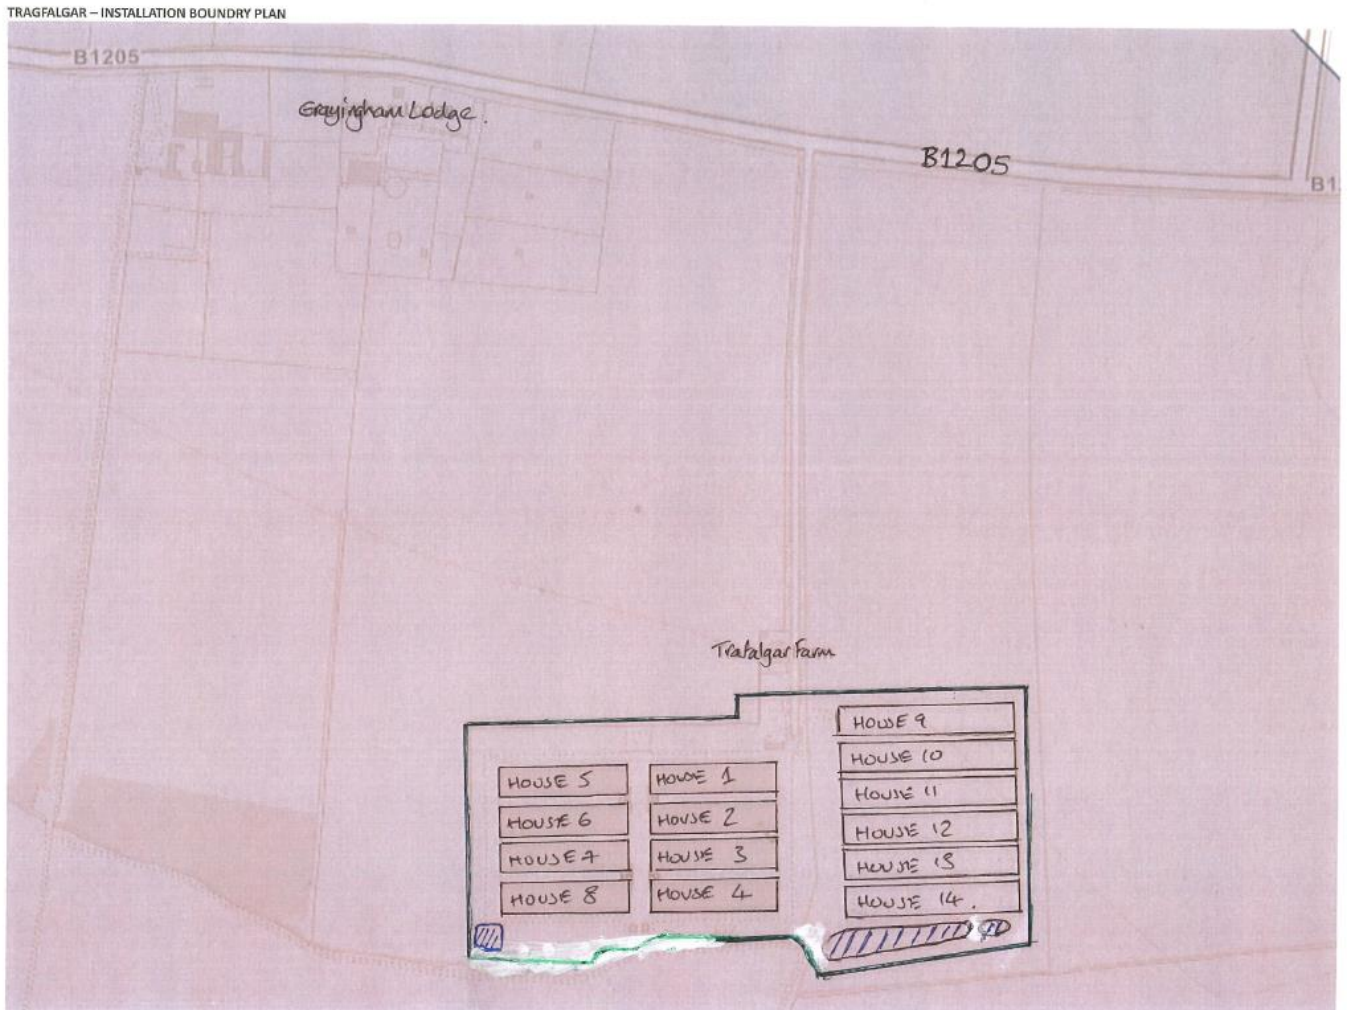 TRAGFALGAR – INSTALLATION BOUNDRY PLAN
B1205
Grayingham Lodge.
B1205
B1
Trafalgar Farm
HOUSE 9
HOUSE 10
HOUSE 5
HOUSE 1
HOUSE 11
HOUSE 6
HOUSE 2
HOUSE 12
HOUSE 7
HOUSE 3
HOUSE 13
HOUSE 8
HOUSE 4
HOUSE 14.